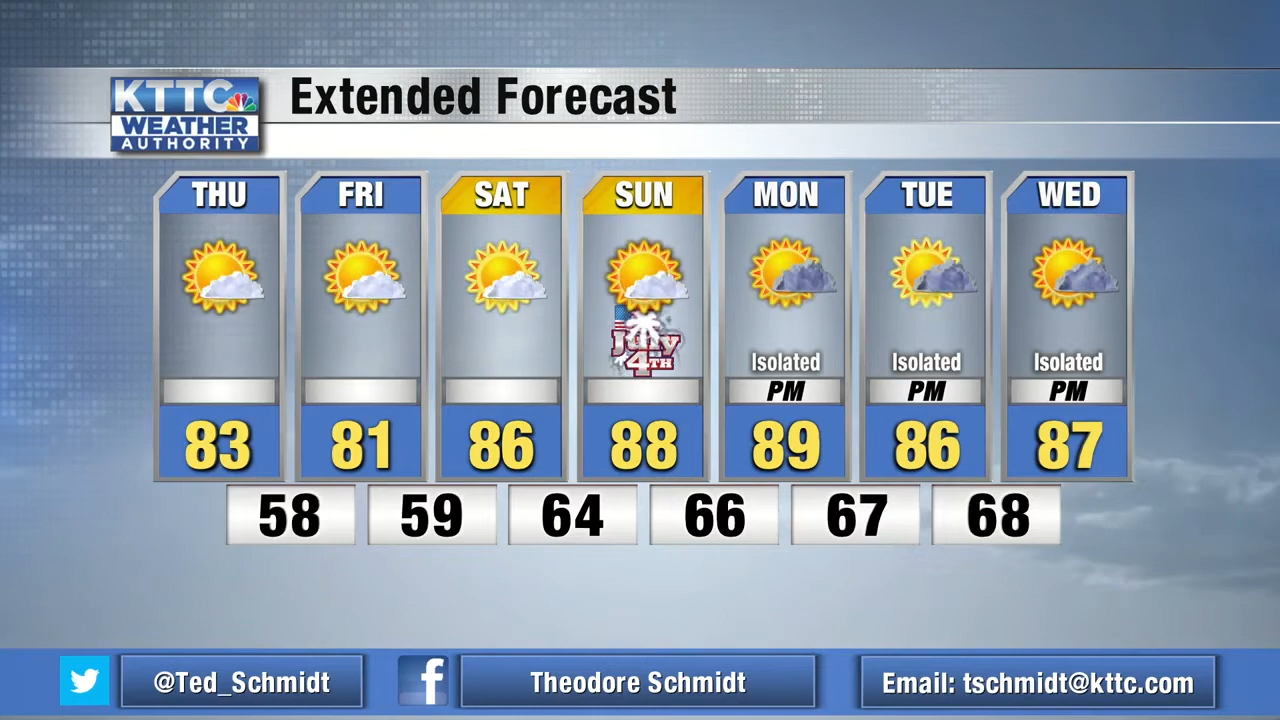 KTTC
WEATHER
AUTHORITY
Extended Forecast
THU FRI SAT SUN MON TUE WED
July
4TH
Isolated Isolated Isolated
PM PM PM
83 81 86 88 89 86 87
58 59 64 66 67 68
@Ted_Schmidt Theodore Schmidt Email: tschmidt@kttc.com